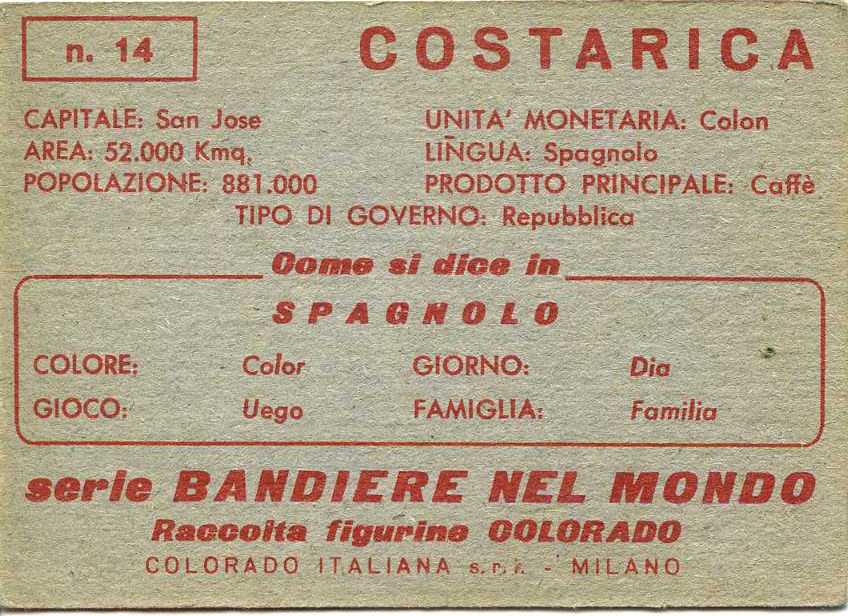 n. 14
COSTARICA
CAPITALE: San Jose
AREA: 52.000 Kmq.
POPOLAZIONE: 881.000
UNITA' MONETARIA: Colon
LINGUA: Spagnolo
PRODOTTO PRINCIPALE: Caffè
TIPO DI GOVERNO: Repubblica
Come si dice in
SPAGNOLO
COLORE: Color
GIOCO: Uego
GIORNO: Dia
FAMIGLIA: Familia
serie BANDIERE NEL MONDO
Raccolta figurine COLORADO
COLORADO ITALIANA s.r.l. - MILANO